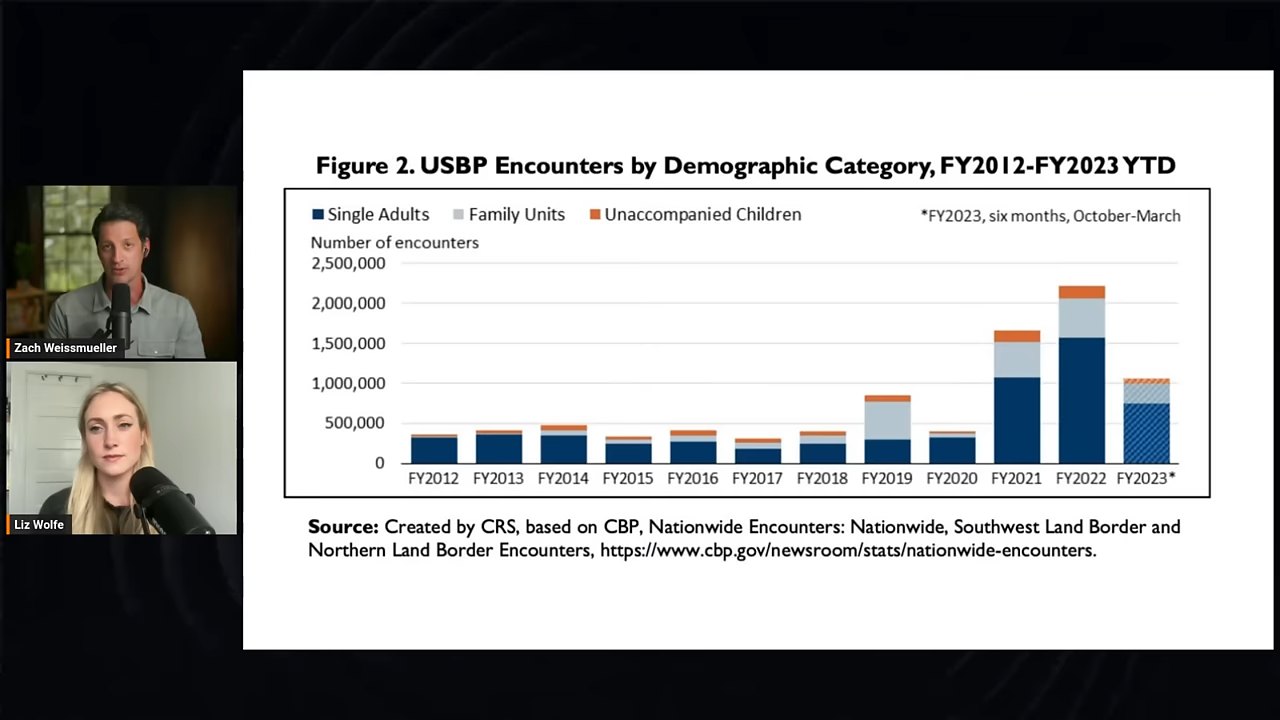 Figure 2. USBP Encounters by Demographic Category, FY2012-FY2023 YTD
Single Adults Family Units Unaccompanied Children *FY2023, six months, October-March
Number of encounters
2,500,000
2,000,000
1,500,000
1,000,000
500,000
0
FY2012 FY2013 FY2014 FY2015 FY2016 FY2017 FY2018 FY2019 FY2020 FY2021 FY2022 FY2023*
Source: Created by CRS, based on CBP, Nationwide Encounters: Nationwide, Southwest Land Border and
Northern Land Border Encounters, https://www.cbp.gov/newsroom/stats/nationwide-encounters.
Zach Weissmueller
Liz Wolfe